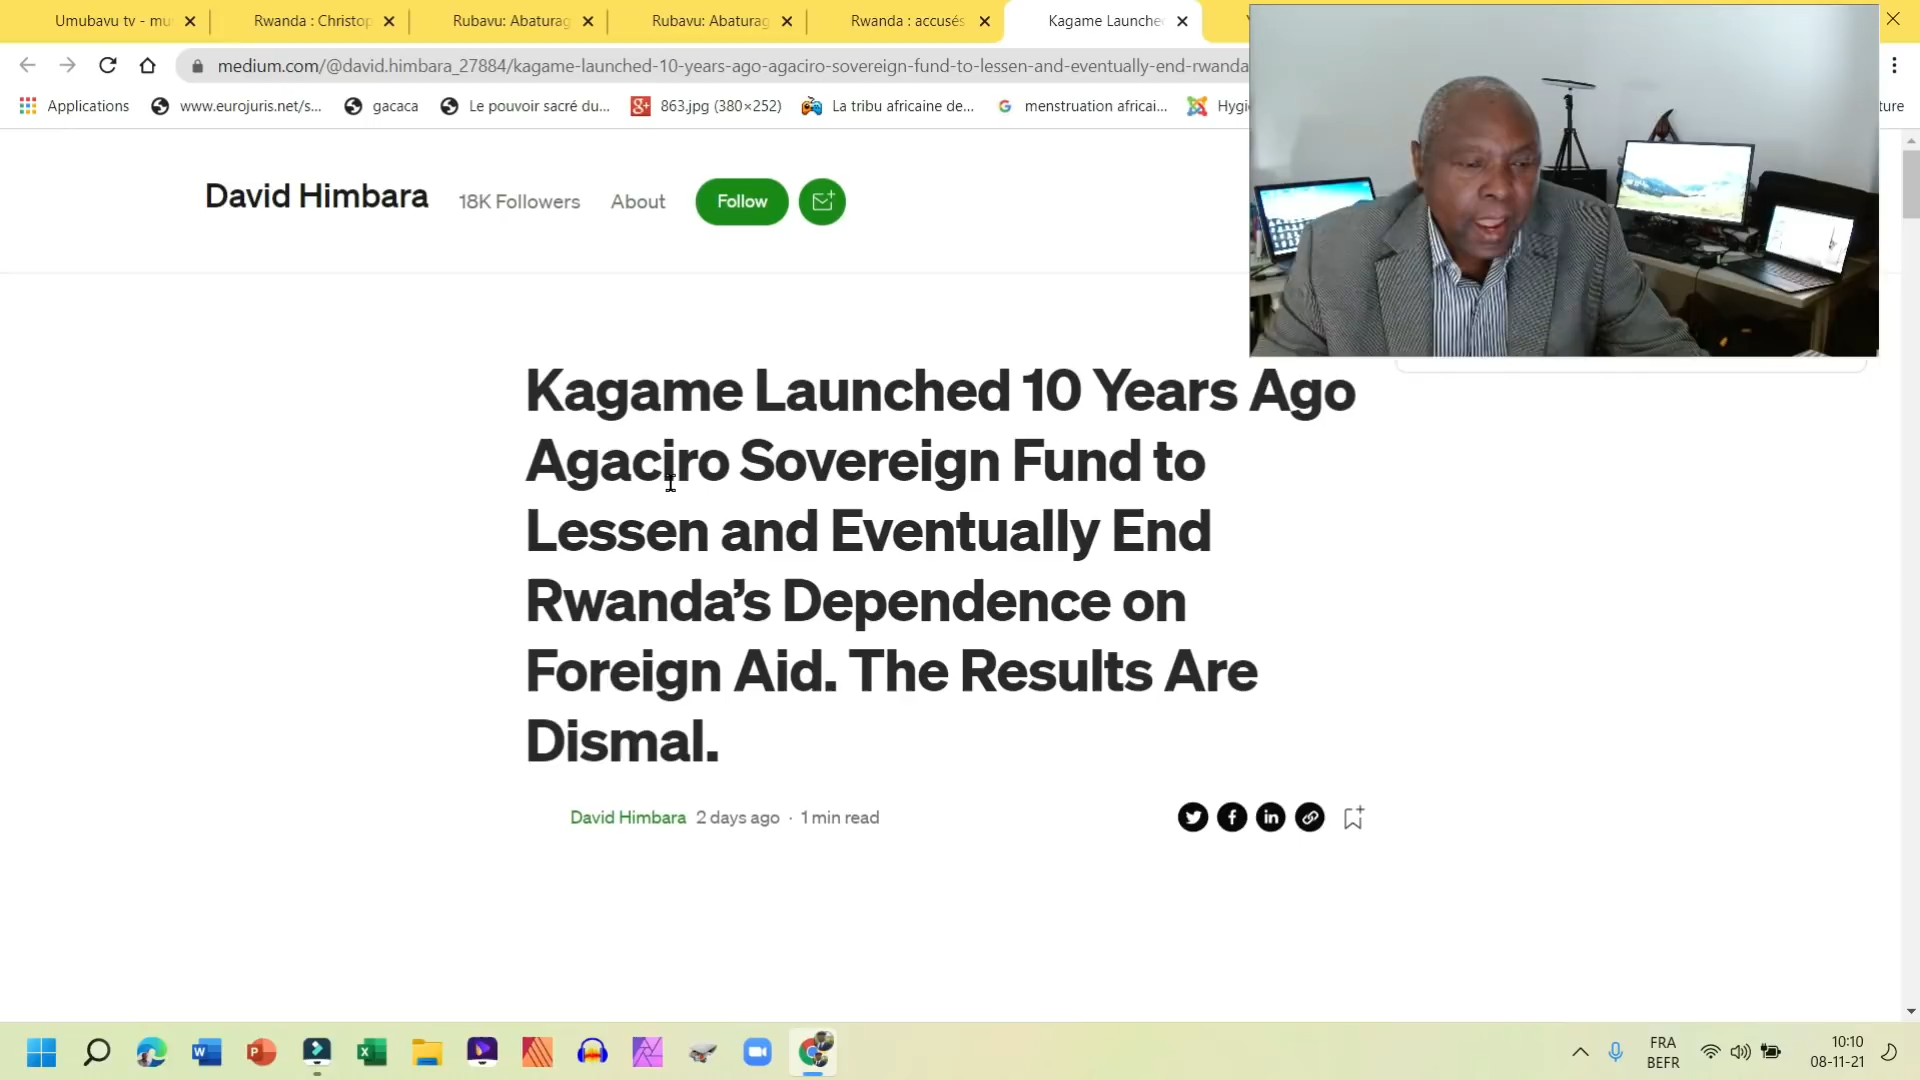 Umubavu tv - mu
Rwanda : Christop
Rubavu: Abaturag
Rubavu: Abaturag
Rwanda : accusés
Kagame Launched
medium.com/@david.himbara_27884/kagame-launched-10-years-ago-agaciro-sovereign-fund-to-lessen-and-eventually-end-rwanda
Applications
www.eurojuris.net/s...
gacaca
Le pouvoir sacré du...
863.jpg (380×252)
La tribu africaine de...
menstruation africai...
Hygi
ture
David Himbara
18K Followers
About
Follow
Kagame Launched 10 Years Ago
Agaciro Sovereign Fund to
Lessen and Eventually End
Rwanda’s Dependence on
Foreign Aid. The Results Are
Dismal.
David Himbara 2 days ago · 1 min read
FRA
BEFR
10:10
08-11-21